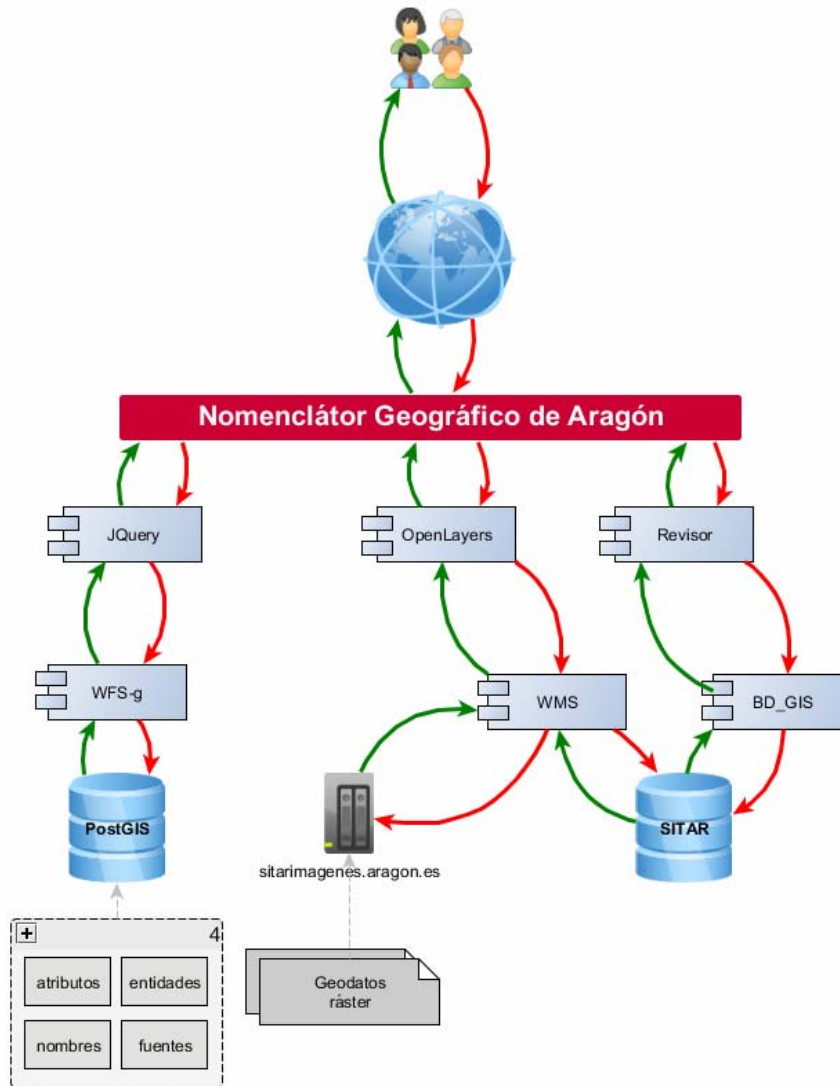 Nomenclátor Geográfico de Aragón
JQuery
OpenLayers
Revisor
WFS-g
WMS
BD_GIS
PostGIS
SITAR
sitarimagenes.aragon.es
+
4
atributos
entidades
nombres
fuentes
Geodatos
ráster